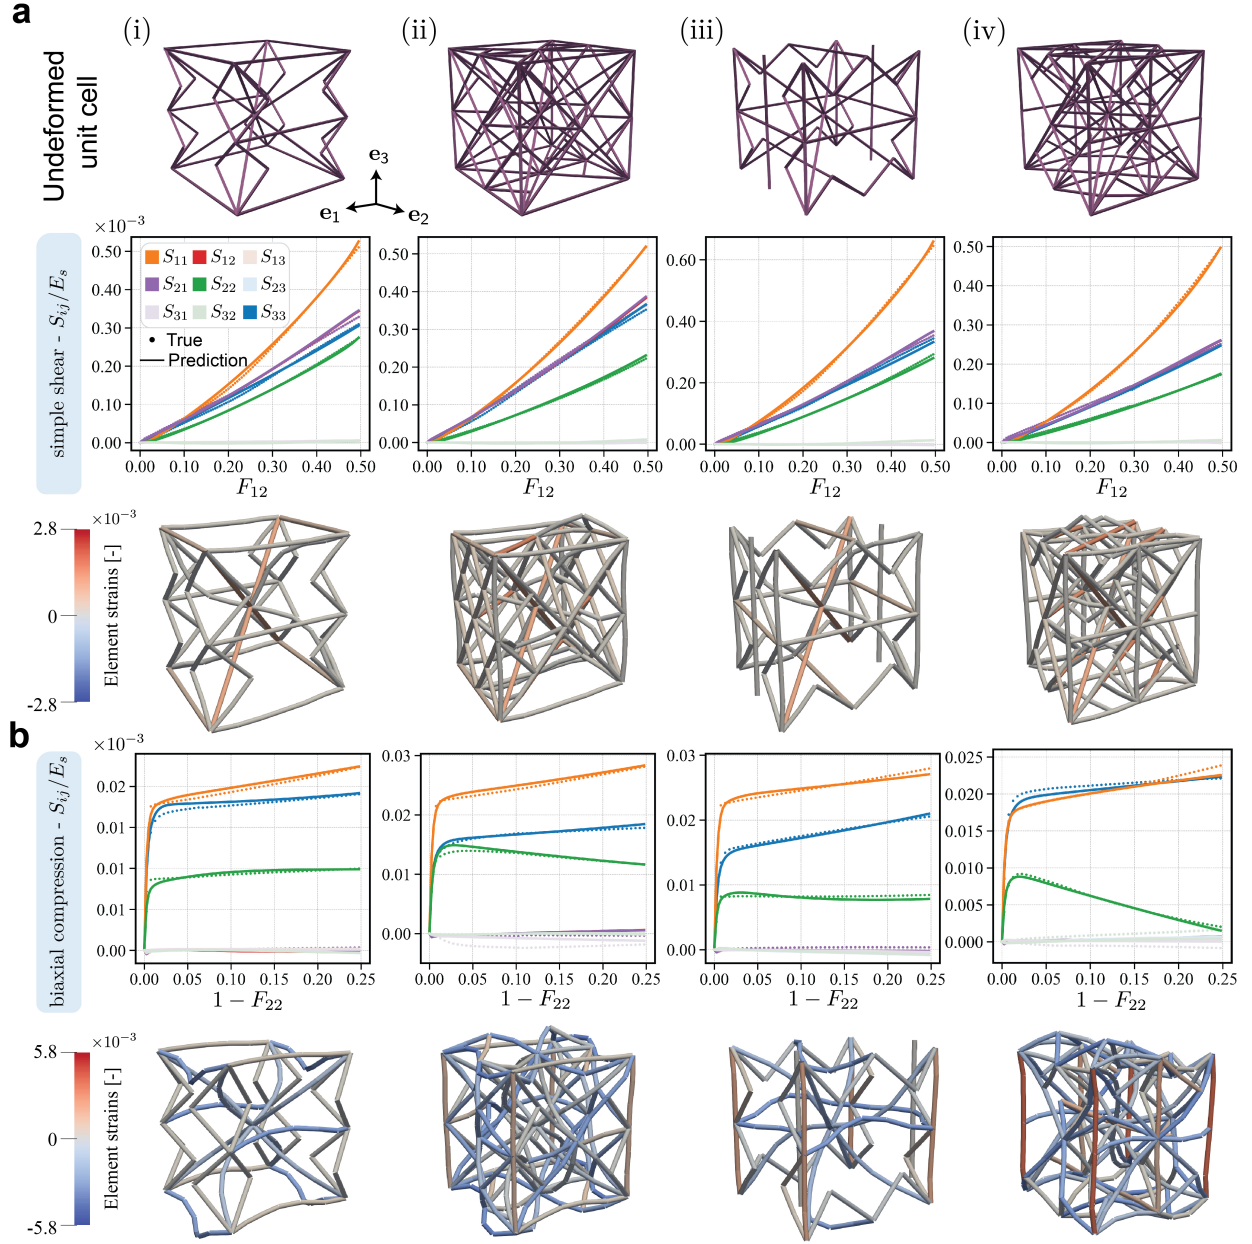 a
(i) (ii) (iii) (iv)
Undeformed
unit cell
e₃
e₁ e₂
×10⁻³
simple shear - Sᵢⱼ/Eₛ
0.50
0.40
0.30
0.20
0.10
0.00
S₁₁ S₁₂ S₁₃
S₂₁ S₂₂ S₂₃
S₃₁ S₃₂ S₃₃
True
Prediction
0.00 0.10 0.20 0.30 0.40 0.50
F₁₂
0.50
0.40
0.30
0.20
0.10
0.00
0.00 0.10 0.20 0.30 0.40 0.50
F₁₂
0.60
0.40
0.20
0.00
0.00 0.10 0.20 0.30 0.40 0.50
F₁₂
0.50
0.40
0.30
0.20
0.10
0.00
0.00 0.10 0.20 0.30 0.40 0.50
F₁₂
×10⁻³
2.8
0
-2.8
Element strains [-]
b
×10⁻³
biaxial compression - Sᵢⱼ/Eₛ
0.02
0.01
0.01
0.01
0.00
0.00 0.05 0.10 0.15 0.20 0.25
1 − F₂₂
0.03
0.02
0.01
0.00
0.00 0.05 0.10 0.15 0.20 0.25
1 − F₂₂
0.03
0.02
0.01
0.00
0.00 0.05 0.10 0.15 0.20 0.25
1 − F₂₂
0.025
0.020
0.015
0.010
0.005
0.000
0.00 0.05 0.10 0.15 0.20 0.25
1 − F₂₂
×10⁻³
5.8
0
-5.8
Element strains [-]